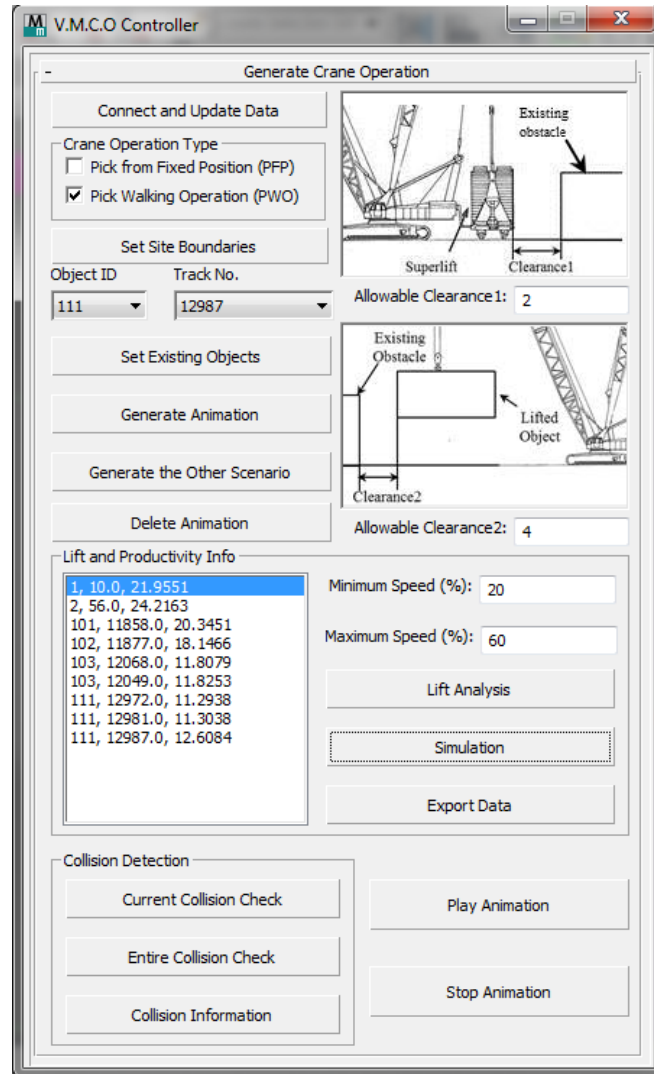 V.M.C.O Controller
- Generate Crane Operation
Connect and Update Data
Crane Operation Type
Pick from Fixed Position (PFP)
Pick Walking Operation (PWO)
Set Site Boundaries
Object ID Track No.
111 12987
Set Existing Objects
Generate Animation
Generate the Other Scenario
Delete Animation
Existing
obstacle
Superlift Clearance1
Allowable Clearance1: 2
Existing
Obstacle
Lifted
Object
Clearance2
Allowable Clearance2: 4
Lift and Productivity Info
1, 10.0, 21.9551
2, 56.0, 24.2163
101, 11858.0, 20.3451
102, 11877.0, 18.1466
103, 12068.0, 11.8079
103, 12049.0, 11.8253
111, 12972.0, 11.2938
111, 12981.0, 11.3038
111, 12987.0, 12.6084
Minimum Speed (%): 20
Maximum Speed (%): 60
Lift Analysis
Simulation
Export Data
Collision Detection
Current Collision Check
Entire Collision Check
Collision Information
Play Animation
Stop Animation